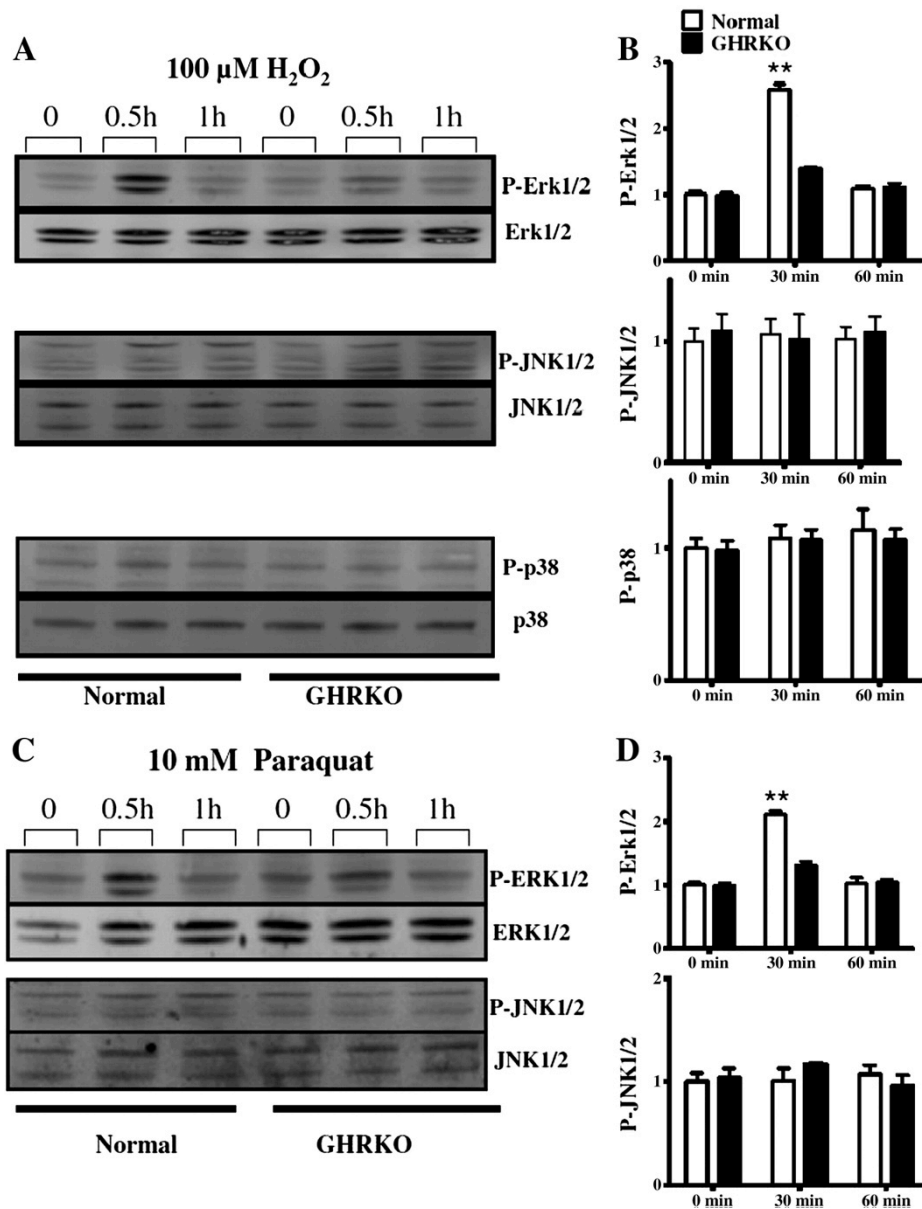 A
100 µM H2O2
0 0.5h 1h 0 0.5h 1h
P-Erk1/2
Erk1/2
P-JNK1/2
JNK1/2
P-p38
p38
Normal GHRKO
B
Normal
GHRKO
P-Erk1/2
3
2
1
0
**
0 min 30 min 60 min
P-JNK1/2
1
0
0 min 30 min 60 min
P-p38
1
0
0 min 30 min 60 min
C
10 mM Paraquat
0 0.5h 1h 0 0.5h 1h
P-ERK1/2
ERK1/2
P-JNK1/2
JNK1/2
Normal GHRKO
D
P-Erk1/2
3
2
1
0
**
0 min 30 min 60 min
P-JNK1/2
2
1
0
0 min 30 min 60 min